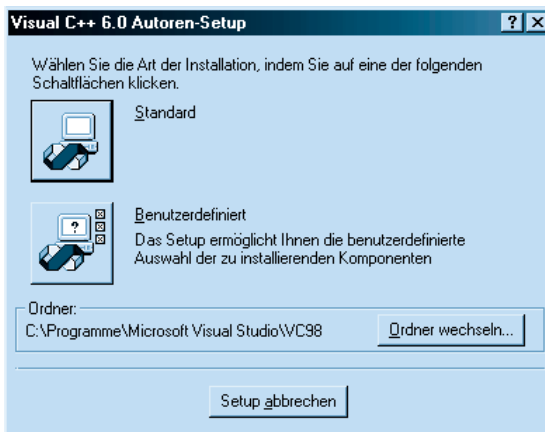 Visual C++ 6.0 Autoren-Setup
Wählen Sie die Art der Installation, indem Sie auf eine der folgenden
Schaltflächen klicken.
Standard
Benutzerdefiniert
Das Setup ermöglicht Ihnen die benutzerdefinierte
Auswahl der zu installierenden Komponenten
Ordner:
C:\Programme\Microsoft Visual Studio\VC98
Ordner wechseln...
Setup abbrechen